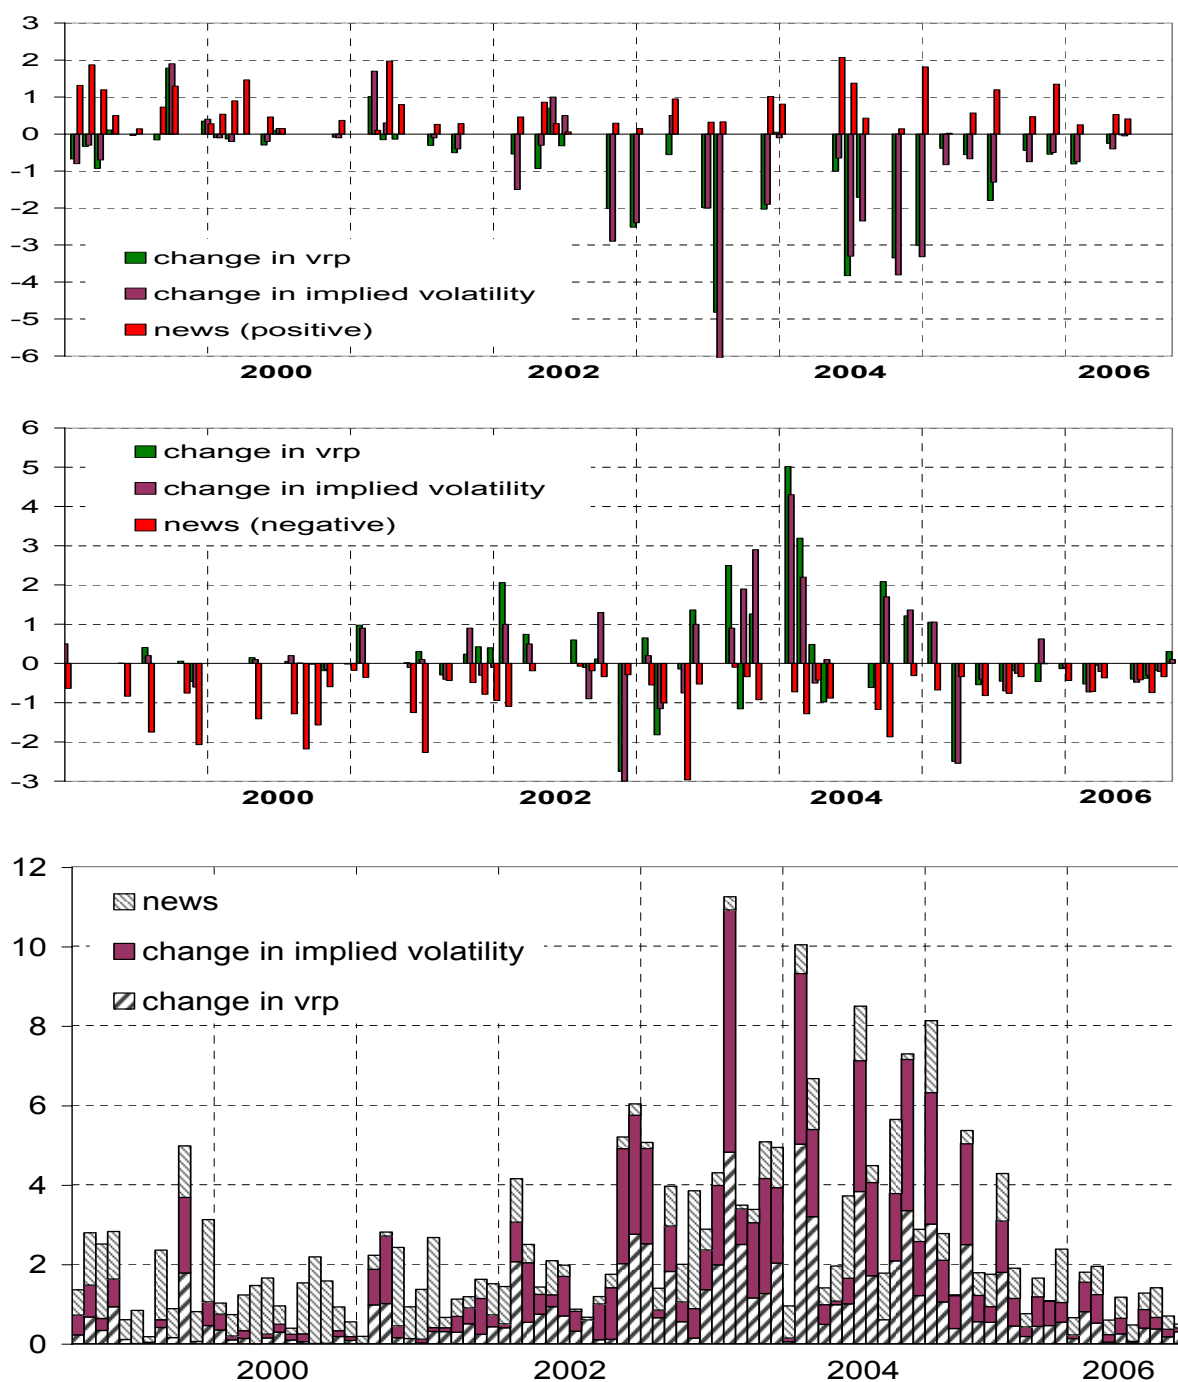 3
2
1
0
-1
-2
-3
-4
-5
-6
change in vrp
change in implied volatility
news (positive)
2000 2002 2004 2006
6
5
4
3
2
1
0
-1
-2
-3
change in vrp
change in implied volatility
news (negative)
2000 2002 2004 2006
12
10
8
6
4
2
0
news
change in implied volatility
change in vrp
2000 2002 2004 2006